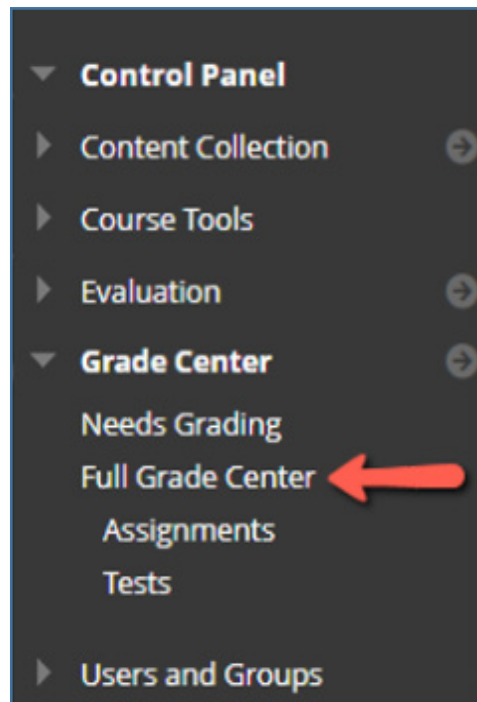 Control Panel
Content Collection
Course Tools
Evaluation
Grade Center
Needs Grading
Full Grade Center
Assignments
Tests
Users and Groups